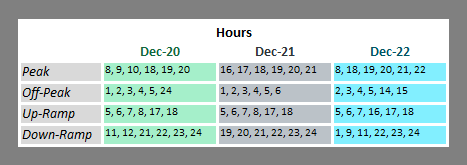 Hours
Dec-20 Dec-21 Dec-22
Peak 8, 9, 10, 18, 19, 20 16, 17, 18, 19, 20, 21 8, 18, 19, 20, 21, 22
Off-Peak 1, 2, 3, 4, 5, 24 1, 2, 3, 4, 5, 6 2, 3, 4, 5, 14, 15
Up-Ramp 5, 6, 7, 8, 17, 18 5, 6, 7, 8, 17, 18 5, 6, 7, 16, 17, 18
Down-Ramp 11, 12, 21, 22, 23, 24 19, 20, 21, 22, 23, 24 1, 9, 11, 22, 23, 24